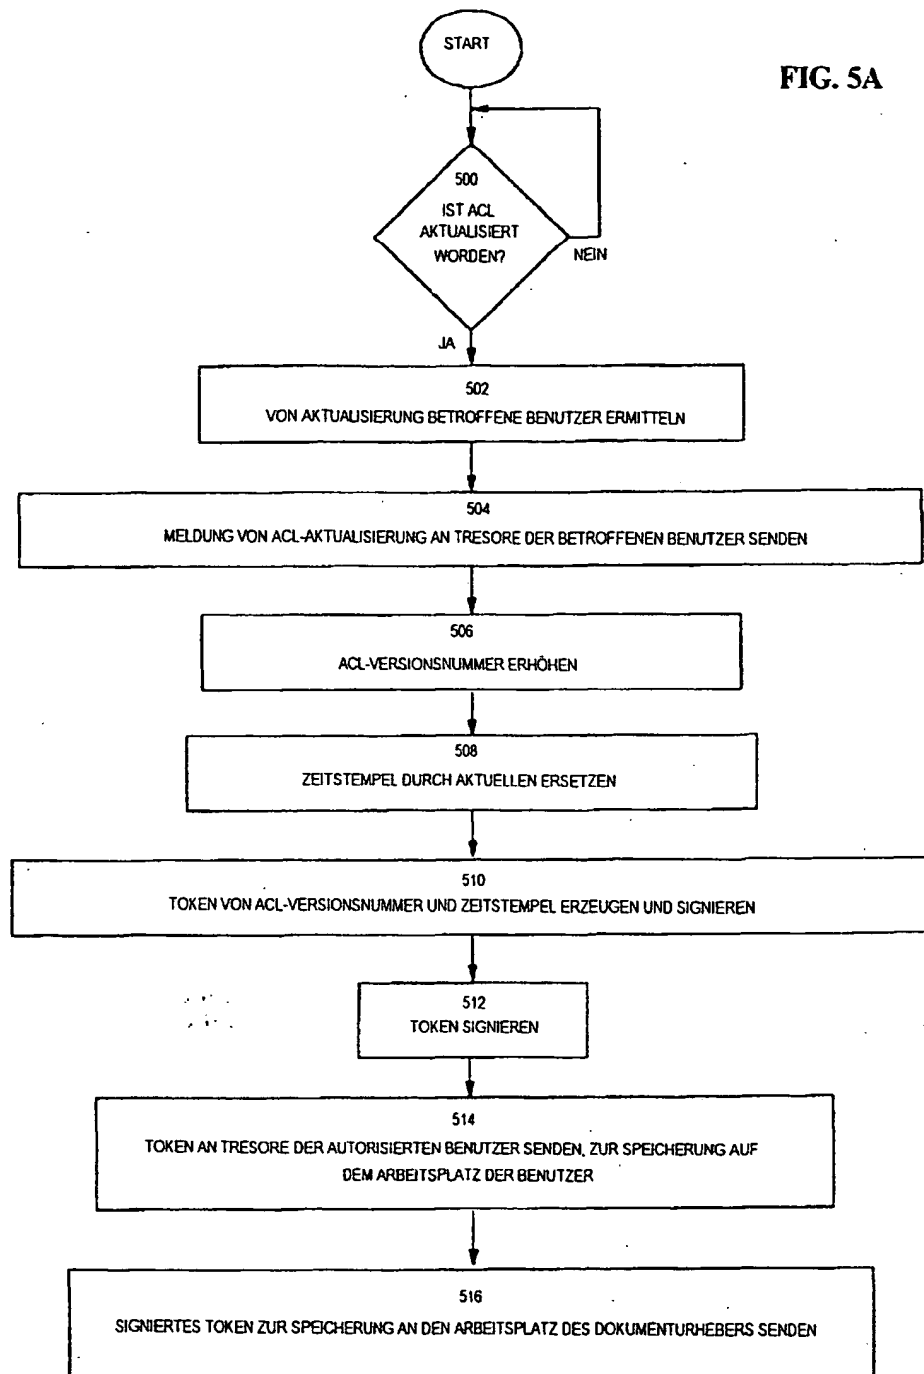 START
FIG. 5A
500
IST ACL
AKTUALISIERT
WORDEN?
NEIN
JA
502
VON AKTUALISIERUNG BETROFFENE BENUTZER ERMITTELN
504
MELDUNG VON ACL-AKTUALISIERUNG AN TRESORE DER BETROFFENEN BENUTZER SENDEN
506
ACL-VERSIONSNUMMER ERHÖHEN
508
ZEITSTEMPEL DURCH AKTUELLEN ERSETZEN
510
TOKEN VON ACL-VERSIONSNUMMER UND ZEITSTEMPEL ERZEUGEN UND SIGNIEREN
512
TOKEN SIGNIEREN
514
TOKEN AN TRESORE DER AUTORISIERTEN BENUTZER SENDEN, ZUR SPEICHERUNG AUF
DEM ARBEITSPLATZ DER BENUTZER
516
SIGNIERTES TOKEN ZUR SPEICHERUNG AN DEN ARBEITSPLATZ DES DOKUMENTURHEBERS SENDEN